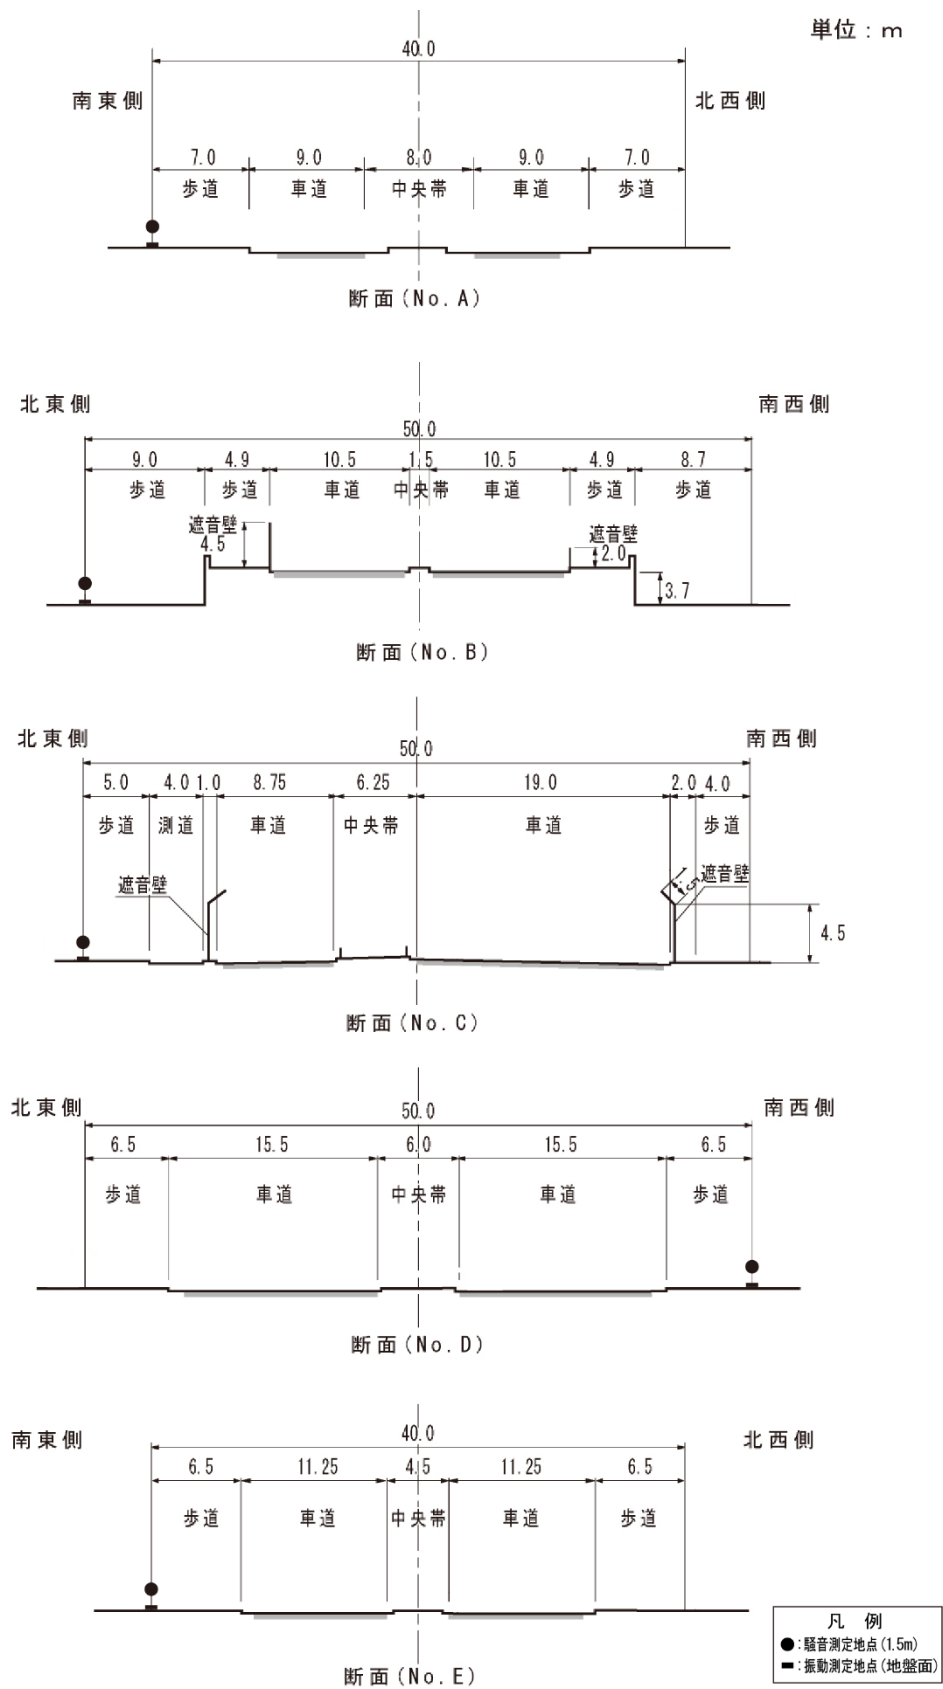 単位：m
40.0
南東側
北西側
7.0 9.0 8.0 9.0 7.0
歩道 車道 中央帯 車道 歩道
断面(No.A)
北東側
南西側
50.0
9.0 4.9 10.5 1.5 10.5 4.9 8.7
歩道 歩道 車道 中央帯 車道 歩道 歩道
遮音壁
4.5
遮音壁
2.0
3.7
断面(No.B)
北東側
南西側
50.0
5.0 4.0 1.0 8.75 6.25 19.0 2.0 4.0
歩道 測道 車道 中央帯 車道 歩道
遮音壁
1.5
遮音壁
4.5
断面(No.C)
北東側
南西側
50.0
6.5 15.5 6.0 15.5 6.5
歩道 車道 中央帯 車道 歩道
断面(No.D)
南東側
北西側
40.0
6.5 11.25 4.5 11.25 6.5
歩道 車道 中央帯 車道 歩道
断面(No.E)
凡例
●：騒音測定地点(1.5m)
▬：振動測定地点(地盤面)